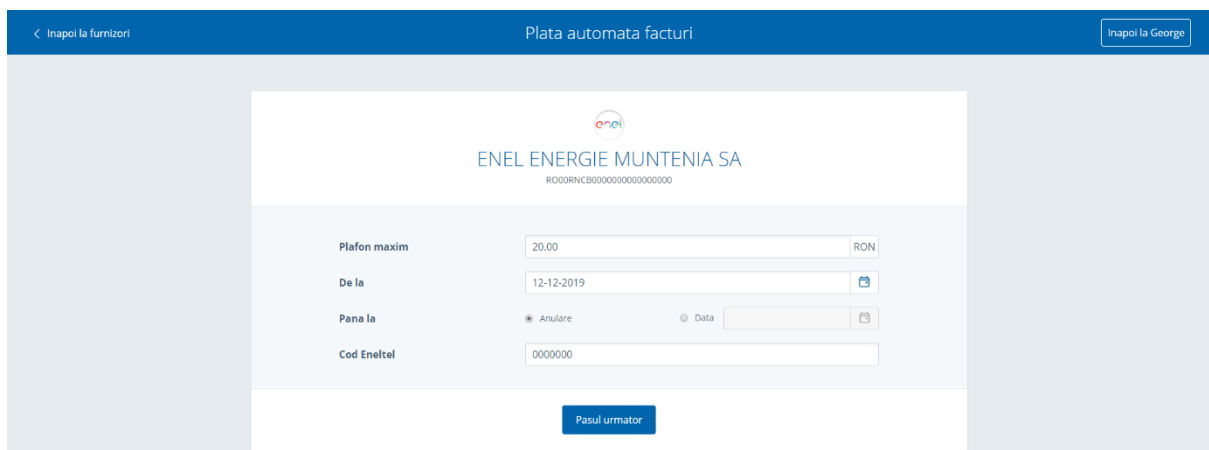 Inapoi la furnizori
Plata automata facturi
Inapoi la George
enel
ENEL ENERGIE MUNTENIA SA
RO00RNCB0000000000000000
Plafon maxim 20.00 RON
De la 12-12-2019
Pana la Anulare Data
Cod Eneltel 0000000
Pasul urmator